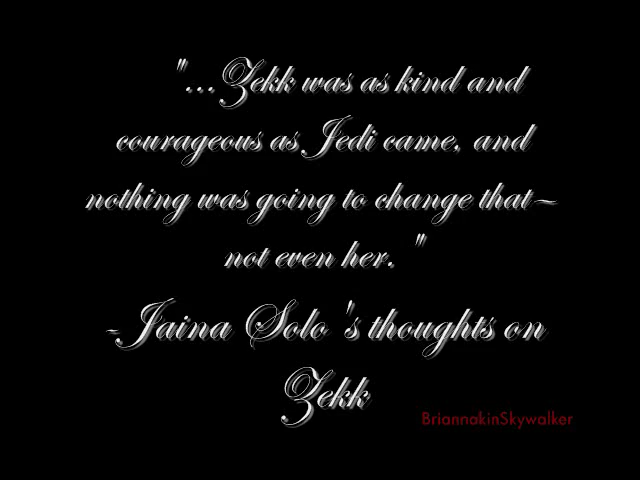 "...Zekk was as kind and
courageous as Jedi came, and
nothing was going to change that~
not even her. "
-Jaina Solo 's thoughts on
Zekk
BriannakinSkywalker